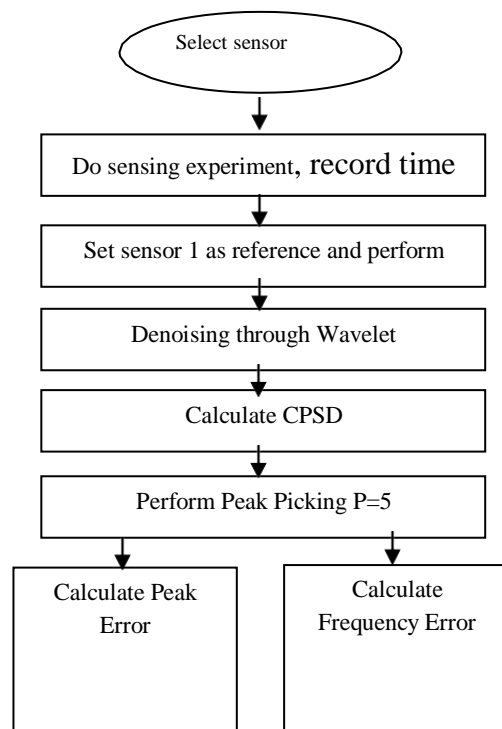 Select sensor
Do sensing experiment, record time
Set sensor 1 as reference and perform
Denoising through Wavelet
Calculate CPSD
Perform Peak Picking P=5
Calculate Peak
Error
Calculate
Frequency Error